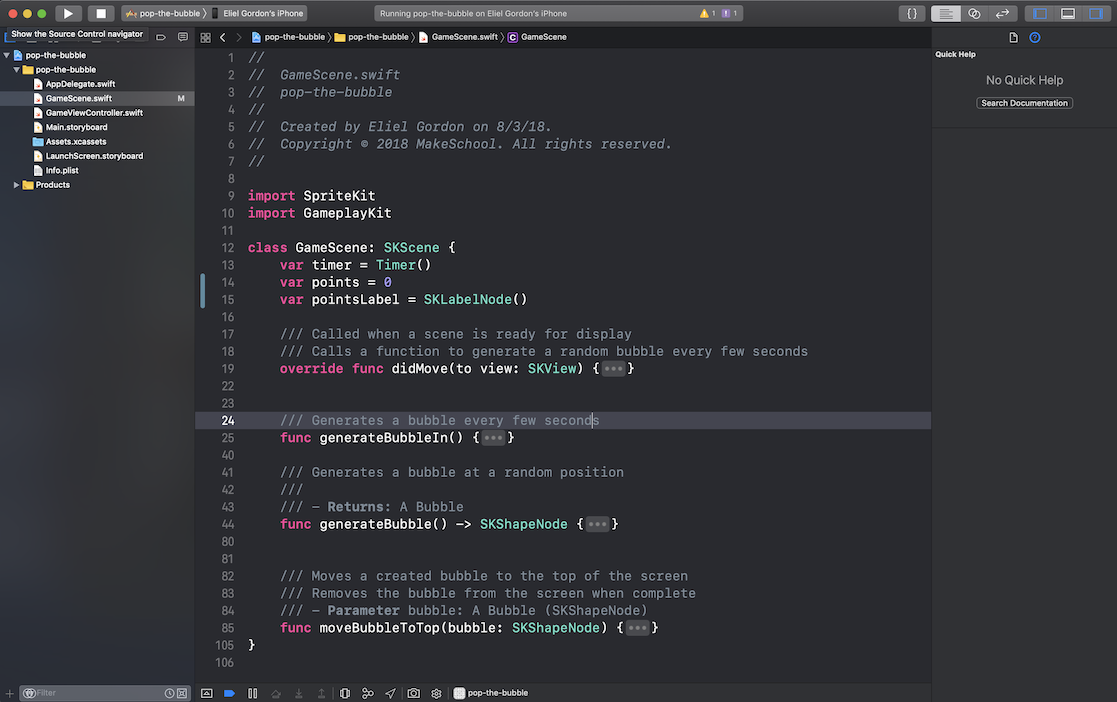 pop-the-bubble
Eliel Gordon's iPhone
Running pop-the-bubble on Eliel Gordon's iPhone
1
1
Show the Source Control navigator
pop-the-bubble
pop-the-bubble
GameScene.swift
GameScene
pop-the-bubble
pop-the-bubble
AppDelegate.swift
GameScene.swift M
GameViewController.swift
Main.storyboard
Assets.xcassets
LaunchScreen.storyboard
Info.plist
Products
1 //
2 // GameScene.swift
3 // pop-the-bubble
4 //
5 // Created by Eliel Gordon on 8/3/18.
6 // Copyright © 2018 MakeSchool. All rights reserved.
7 //
8
9 import SpriteKit
10 import GameplayKit
11
12 class GameScene: SKScene {
13 var timer = Timer()
14 var points = 0
15 var pointsLabel = SKLabelNode()
16
17 /// Called when a scene is ready for display
18 /// Calls a function to generate a random bubble every few seconds
19 override func didMove(to view: SKView) {•••}
22
23
24 /// Generates a bubble every few seconds
25 func generateBubbleIn() {•••}
40
41 /// Generates a bubble at a random position
42 ///
43 /// – Returns: A Bubble
44 func generateBubble() –> SKShapeNode {•••}
80
81
82 /// Moves a created bubble to the top of the screen
83 /// Removes the bubble from the screen when complete
84 /// – Parameter bubble: A Bubble (SKShapeNode)
85 func moveBubbleToTop(bubble: SKShapeNode) {•••}
105 }
106
Quick Help
No Quick Help
Search Documentation
Filter
pop-the-bubble